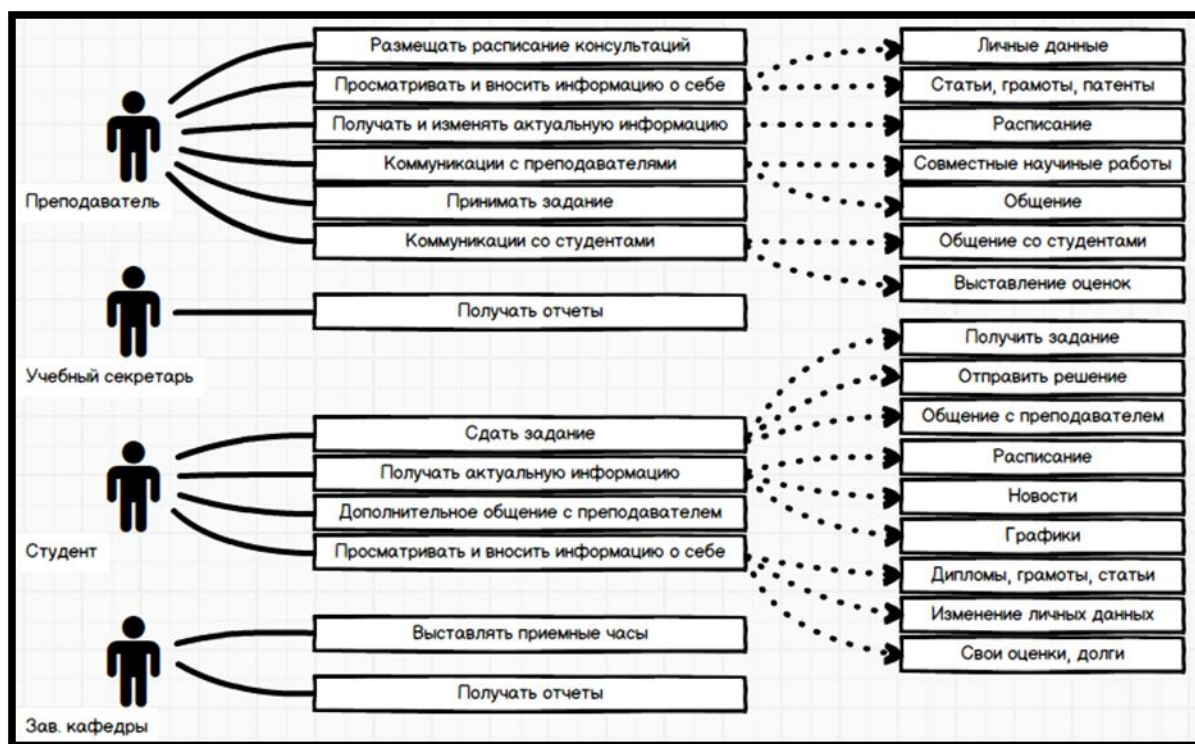 Размещать расписание консультаций
Просматривать и вносить информацию о себе
Получать и изменять актуальную информацию
Коммуникации с преподавателями
Принимать задание
Коммуникации со студентами
Преподаватель
Личные данные
Статьи, грамоты, патенты
Расписание
Совместные научиные работы
Общение
Общение со студентами
Выставление оценок
Получать отчеты
Учебный секретарь
Получить задание
Отправить решение
Общение с преподавателем
Расписание
Новости
Графики
Дипломы, грамоты, статьи
Изменение личных данных
Свои оценки, долги
Сдать задание
Получать актуальную информацию
Дополнительное общение с преподавателем
Просматривать и вносить информацию о себе
Студент
Выставлять приемные часы
Получать отчеты
Зав. кафедры